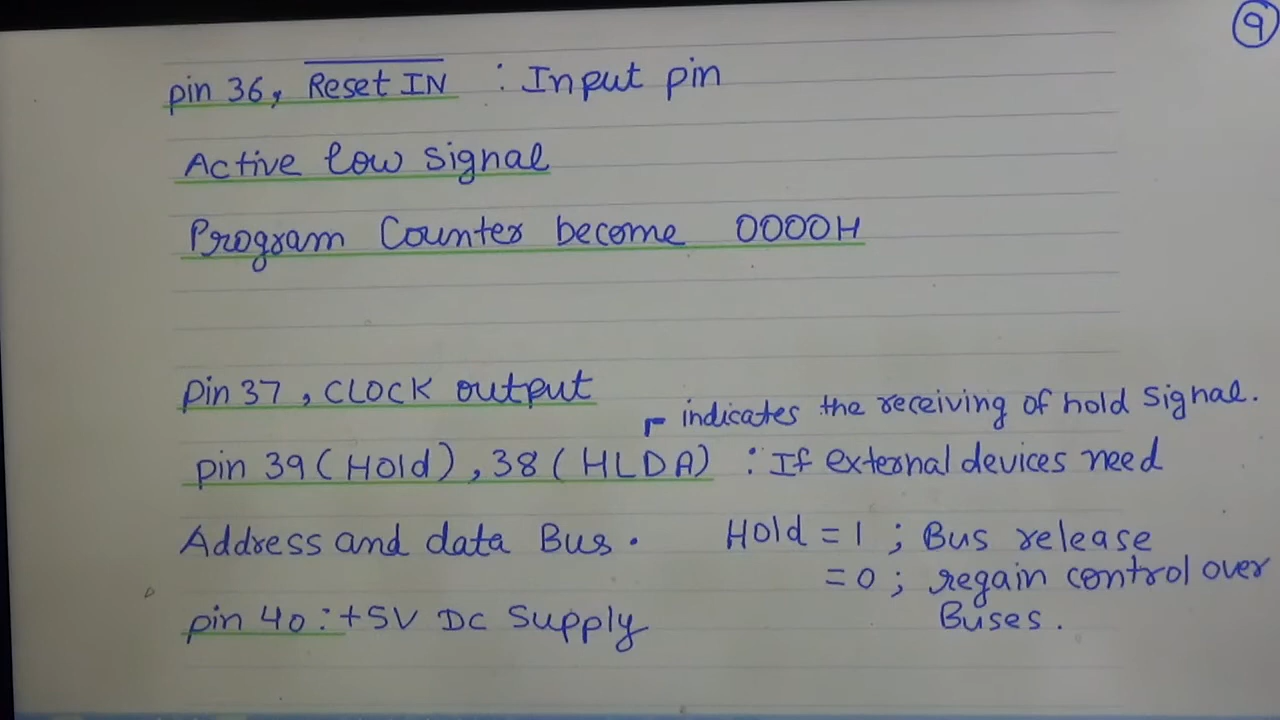 9
pin 36, Reset IN : Input pin
Active low signal
Program Counter become 0000H
pin 37, CLOCK output
indicates the receiving of hold signal.
pin 39 (Hold), 38 (HLDA) : If external devices need
Address and data Bus. Hold = 1 ; Bus release
= 0 ; regain control over
pin 40 : +5V DC Supply Buses.